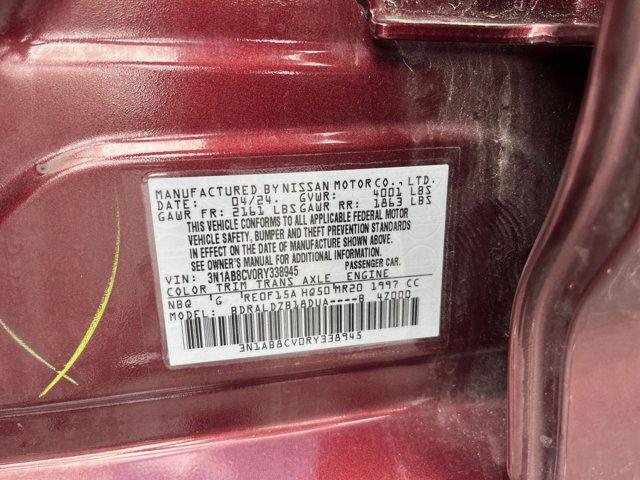 MANUFACTURED BY NISSAN MOTOR CO., LTD.
DATE: 04/24 GVWR: 4001 LBS
GAWR FR: 2161 LBS GAWR RR: 1863 LBS
THIS VEHICLE CONFORMS TO ALL APPLICABLE FEDERAL MOTOR
VEHICLE SAFETY, BUMPER AND THEFT PREVENTION STANDARDS
IN EFFECT ON THE DATE OF MANUFACTURE SHOWN ABOVE.
SEE OWNER'S MANUAL FOR ADDITIONAL INFORMATION.
VIN: 3N1AB8CV0RY338945 PASSENGER CAR.
COLOR TRIM TRANS AXLE ENGINE
NBQ G RE0F15A HQ50 MR20 1997 CC
MODEL: BDRALDZB18DUA----B 4Z000
3N1AB8CV0RY338945